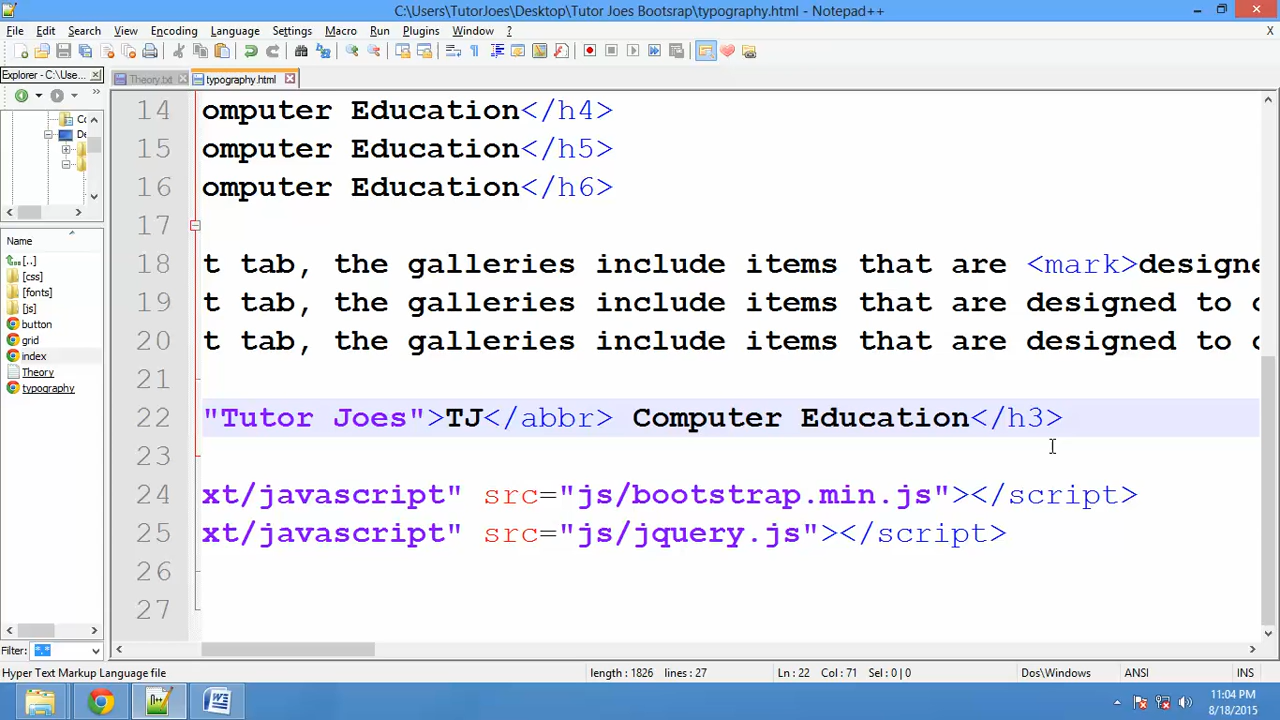 C:\Users\TutorJoes\Desktop\Tutor Joes Bootsrap\typography.html - Notepad++
File Edit Search View Encoding Language Settings Macro Run Plugins Window ?
X
Explorer - C:\Use...
Theory.txt typography.html
14 omputer Education</h4>
15 omputer Education</h5>
16 omputer Education</h6>
17
18 t tab, the galleries include items that are <mark>designe
19 t tab, the galleries include items that are designed to c
20 t tab, the galleries include items that are designed to c
21
22 "Tutor Joes">TJ</abbr> Computer Education</h3>
23
24 xt/javascript" src="js/bootstrap.min.js"></script>
25 xt/javascript" src="js/jquery.js"></script>
26
27
Name
[..]
[css]
[fonts]
[js]
button
grid
index
Theory
typography
Filter: *.*
Hyper Text Markup Language file length : 1826 lines : 27 Ln : 22 Col : 71 Sel : 0 | 0 Dos\Windows ANSI INS
11:04 PM
8/18/2015